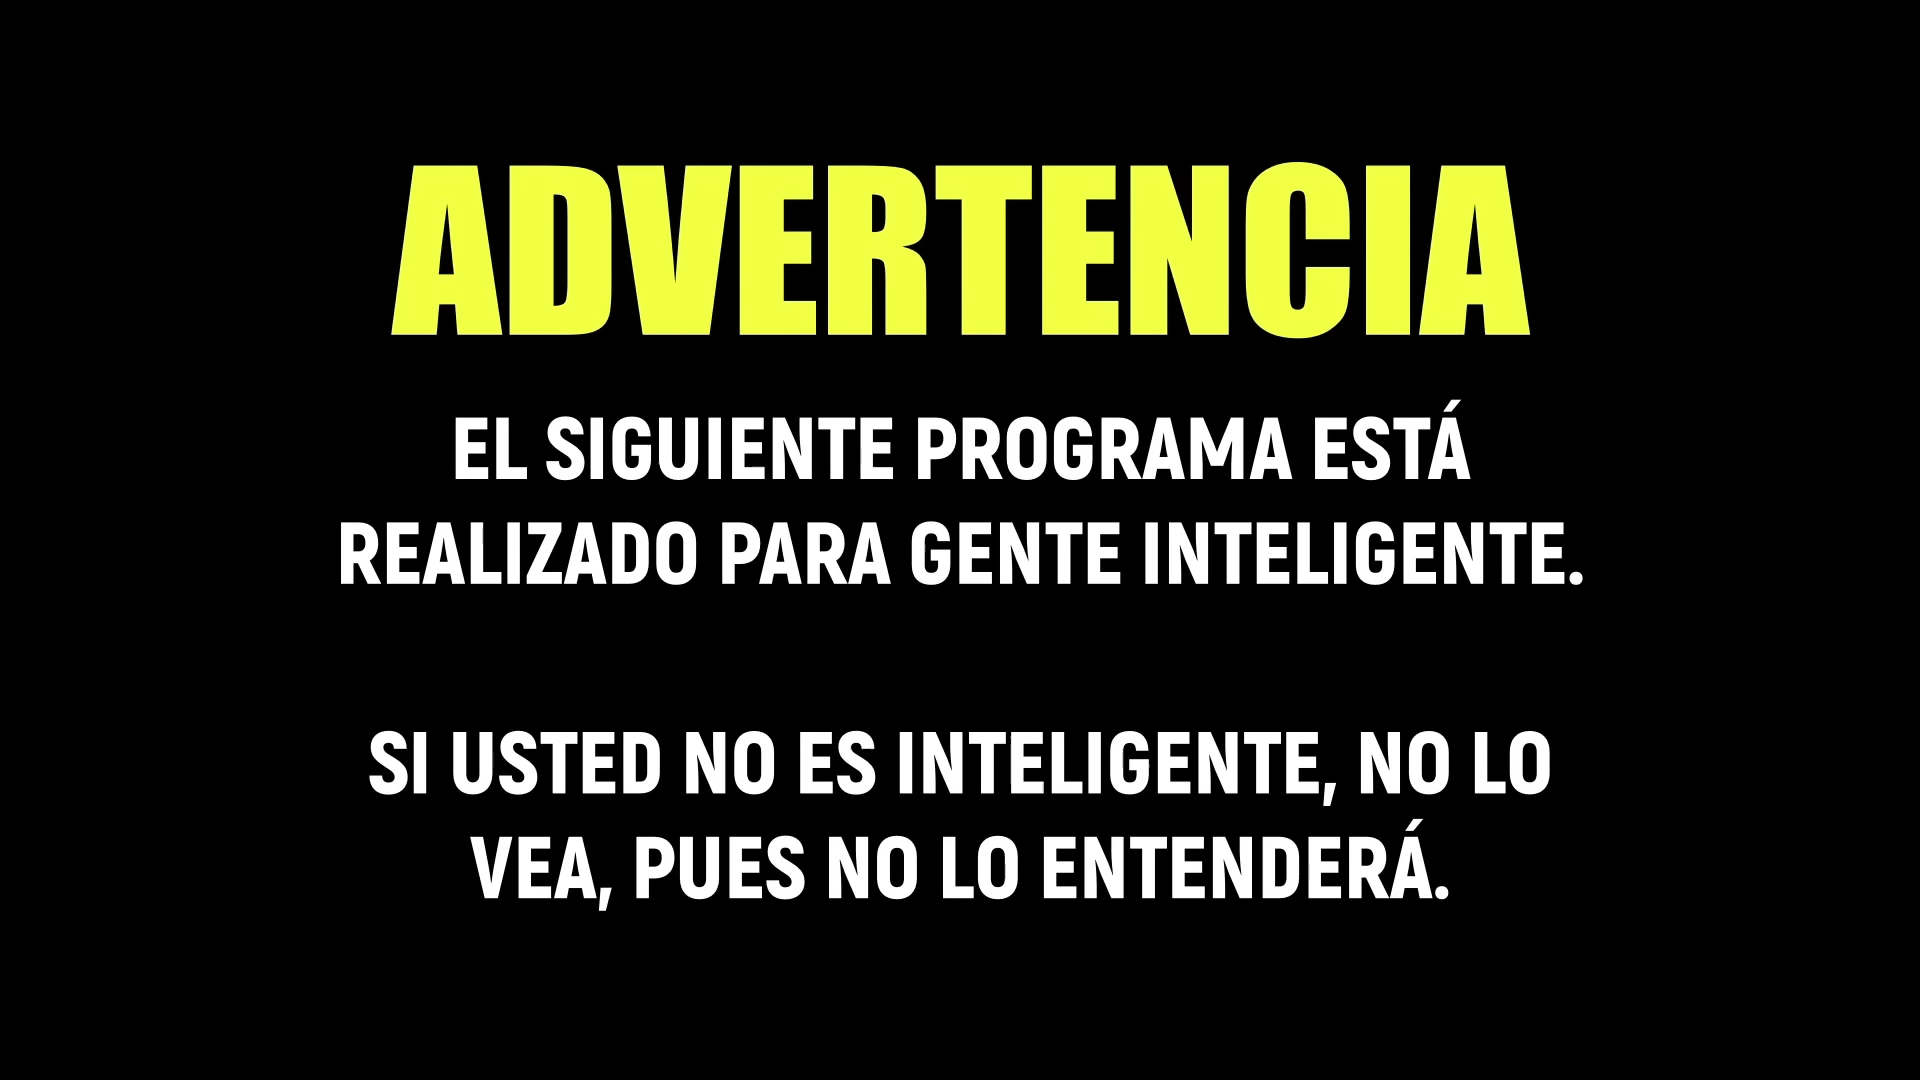 ADVERTENCIA
EL SIGUIENTE PROGRAMA ESTÁ
REALIZADO PARA GENTE INTELIGENTE.
SI USTED NO ES INTELIGENTE, NO LO
VEA, PUES NO LO ENTENDERÁ.